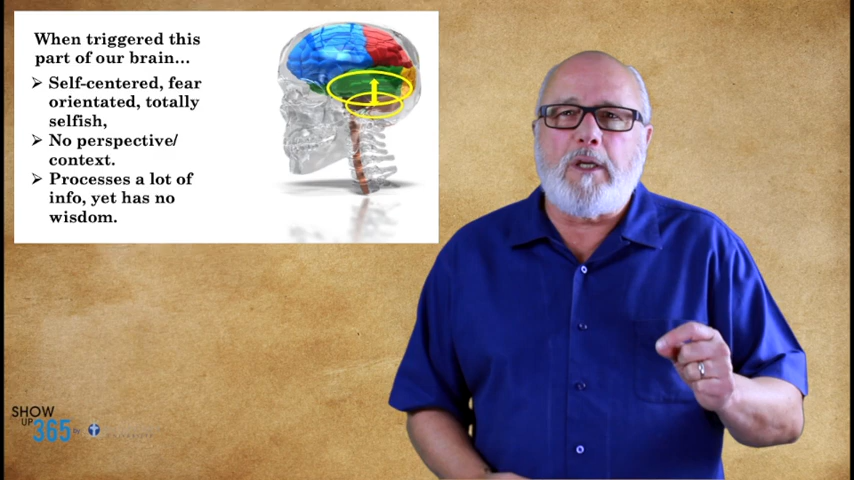 When triggered this
part of our brain...
➢ Self-centered, fear
orientated, totally
selfish,
➢ No perspective/
context.
➢ Processes a lot of
info, yet has no
wisdom.
SHOW
UP
365 by